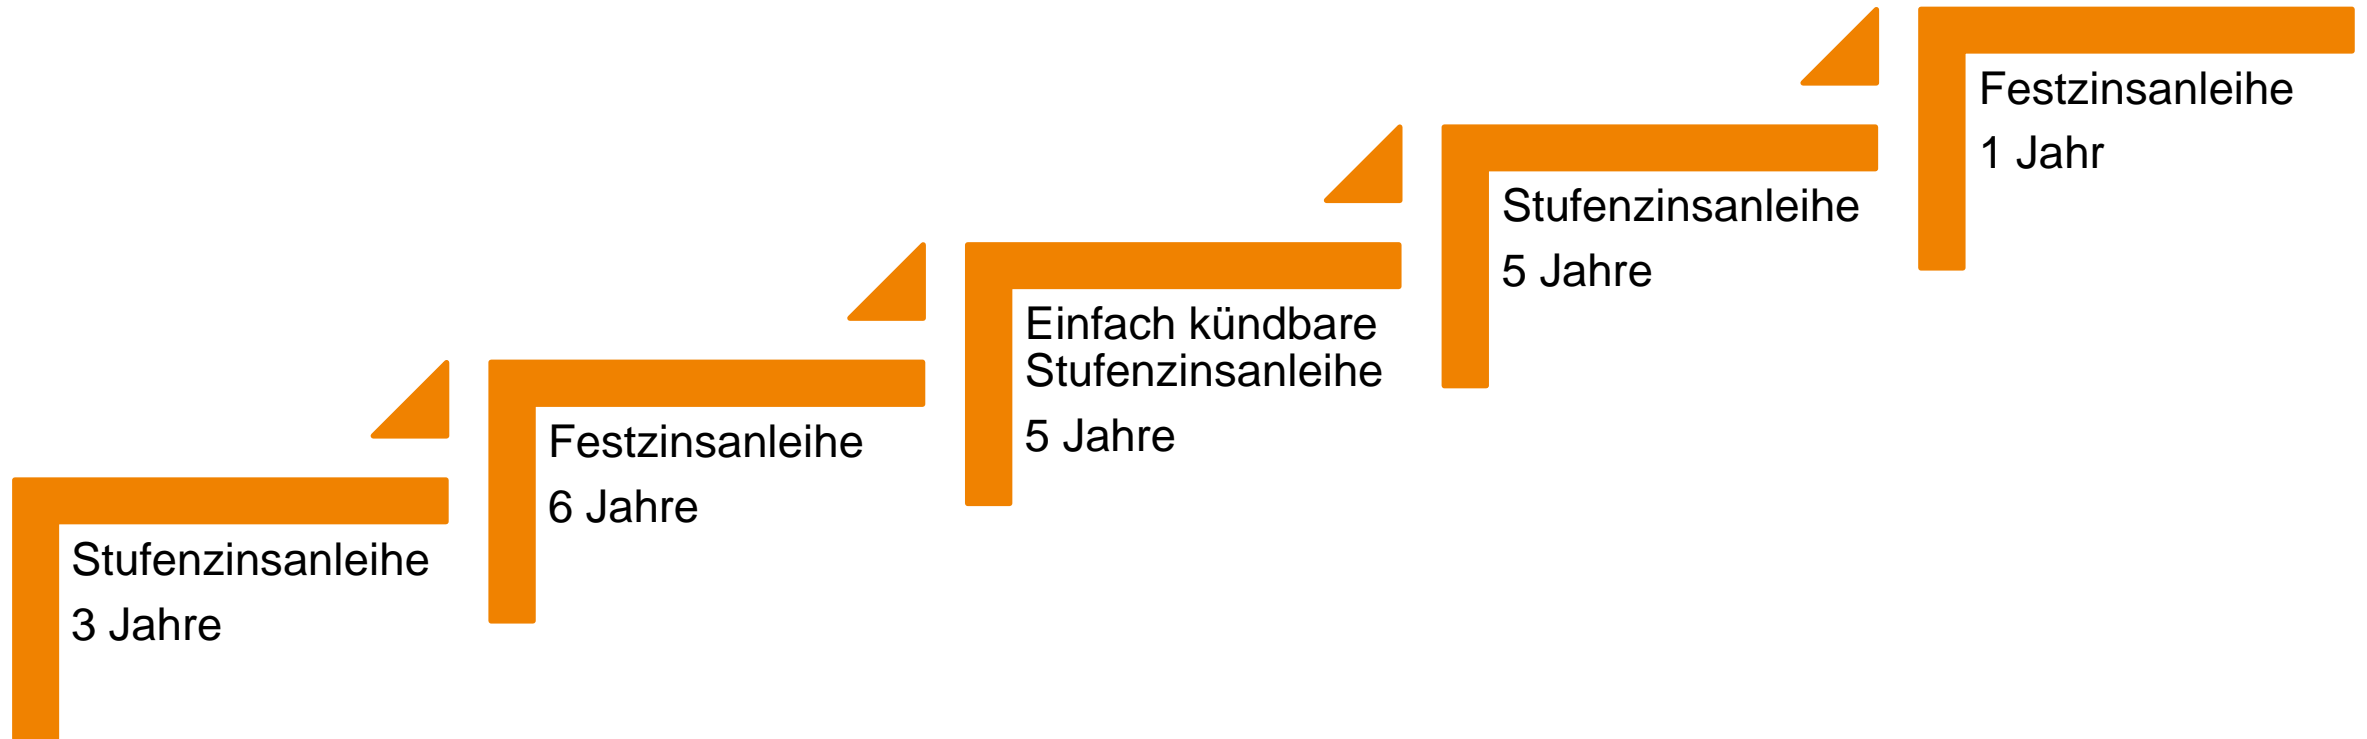 Stufenzinsanleihe
3 Jahre
Festzinsanleihe
6 Jahre
Einfach kündbare
Stufenzinsanleihe
5 Jahre
Stufenzinsanleihe
5 Jahre
Festzinsanleihe
1 Jahr